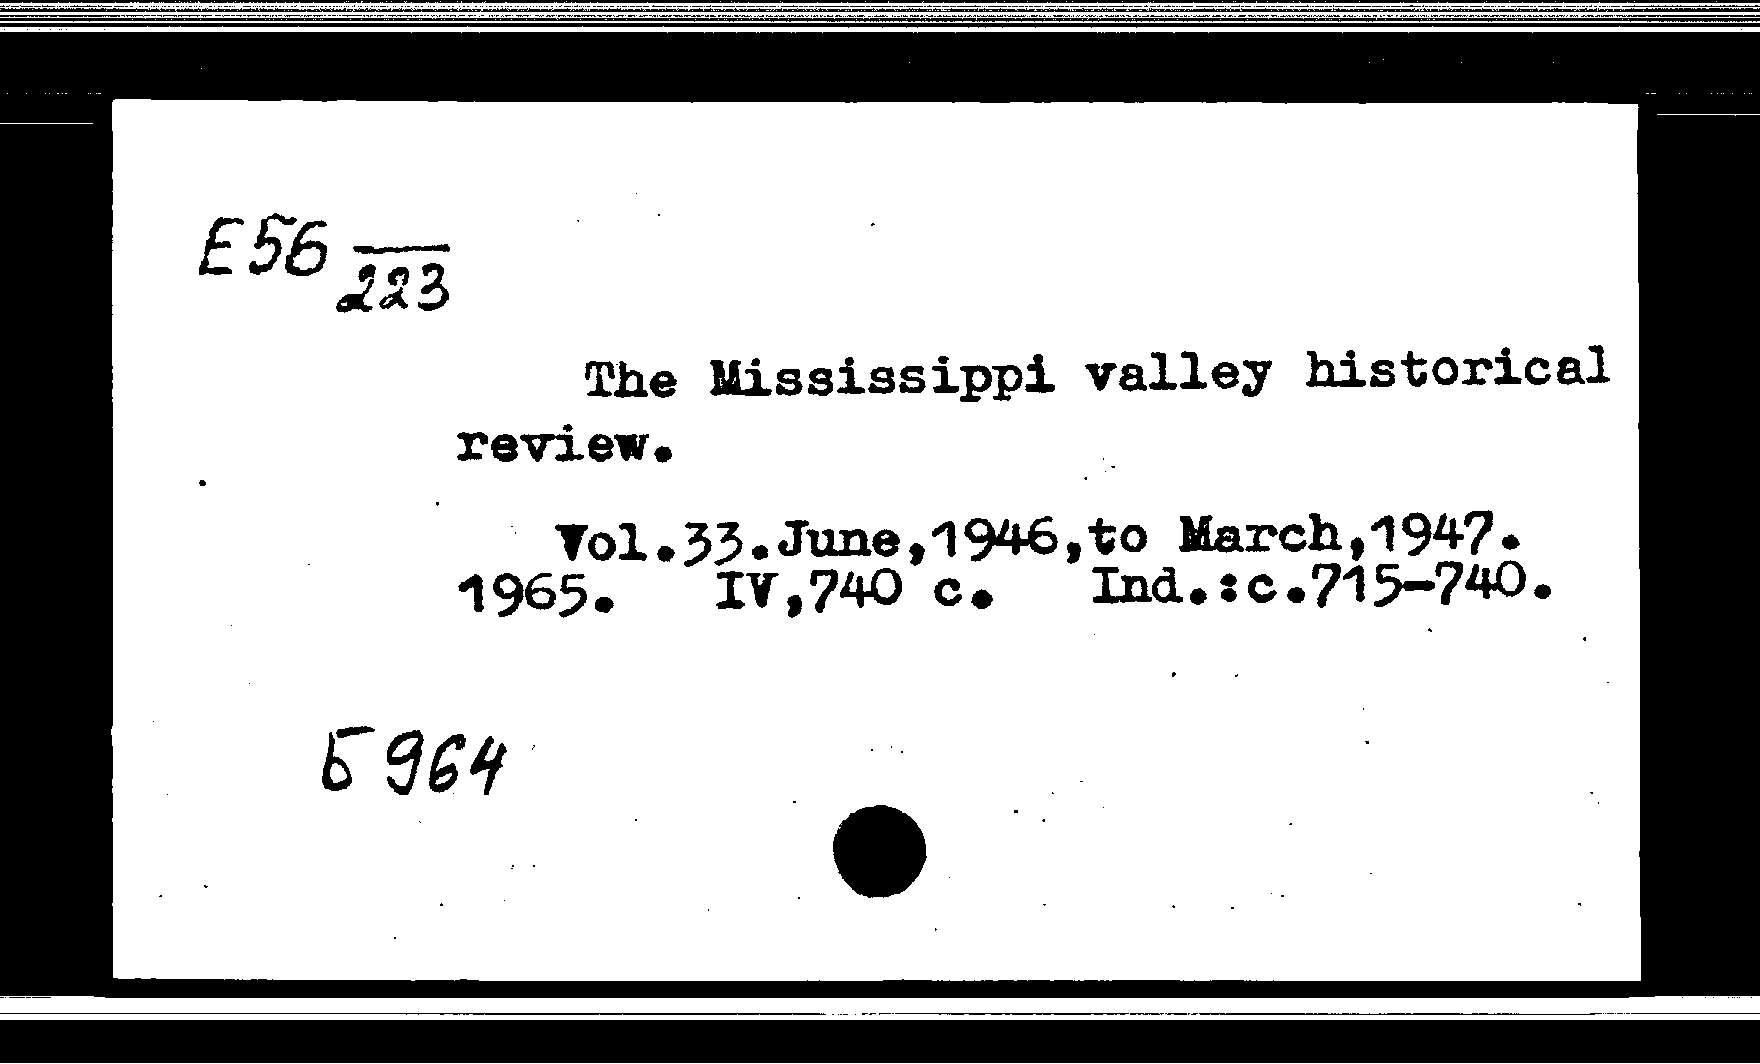 E56 223
The Mississippi valley historical
review.
Vol.33.June,1946,to March,1947.
1965. IV,740 c. Ind.:c.715-740.
5964